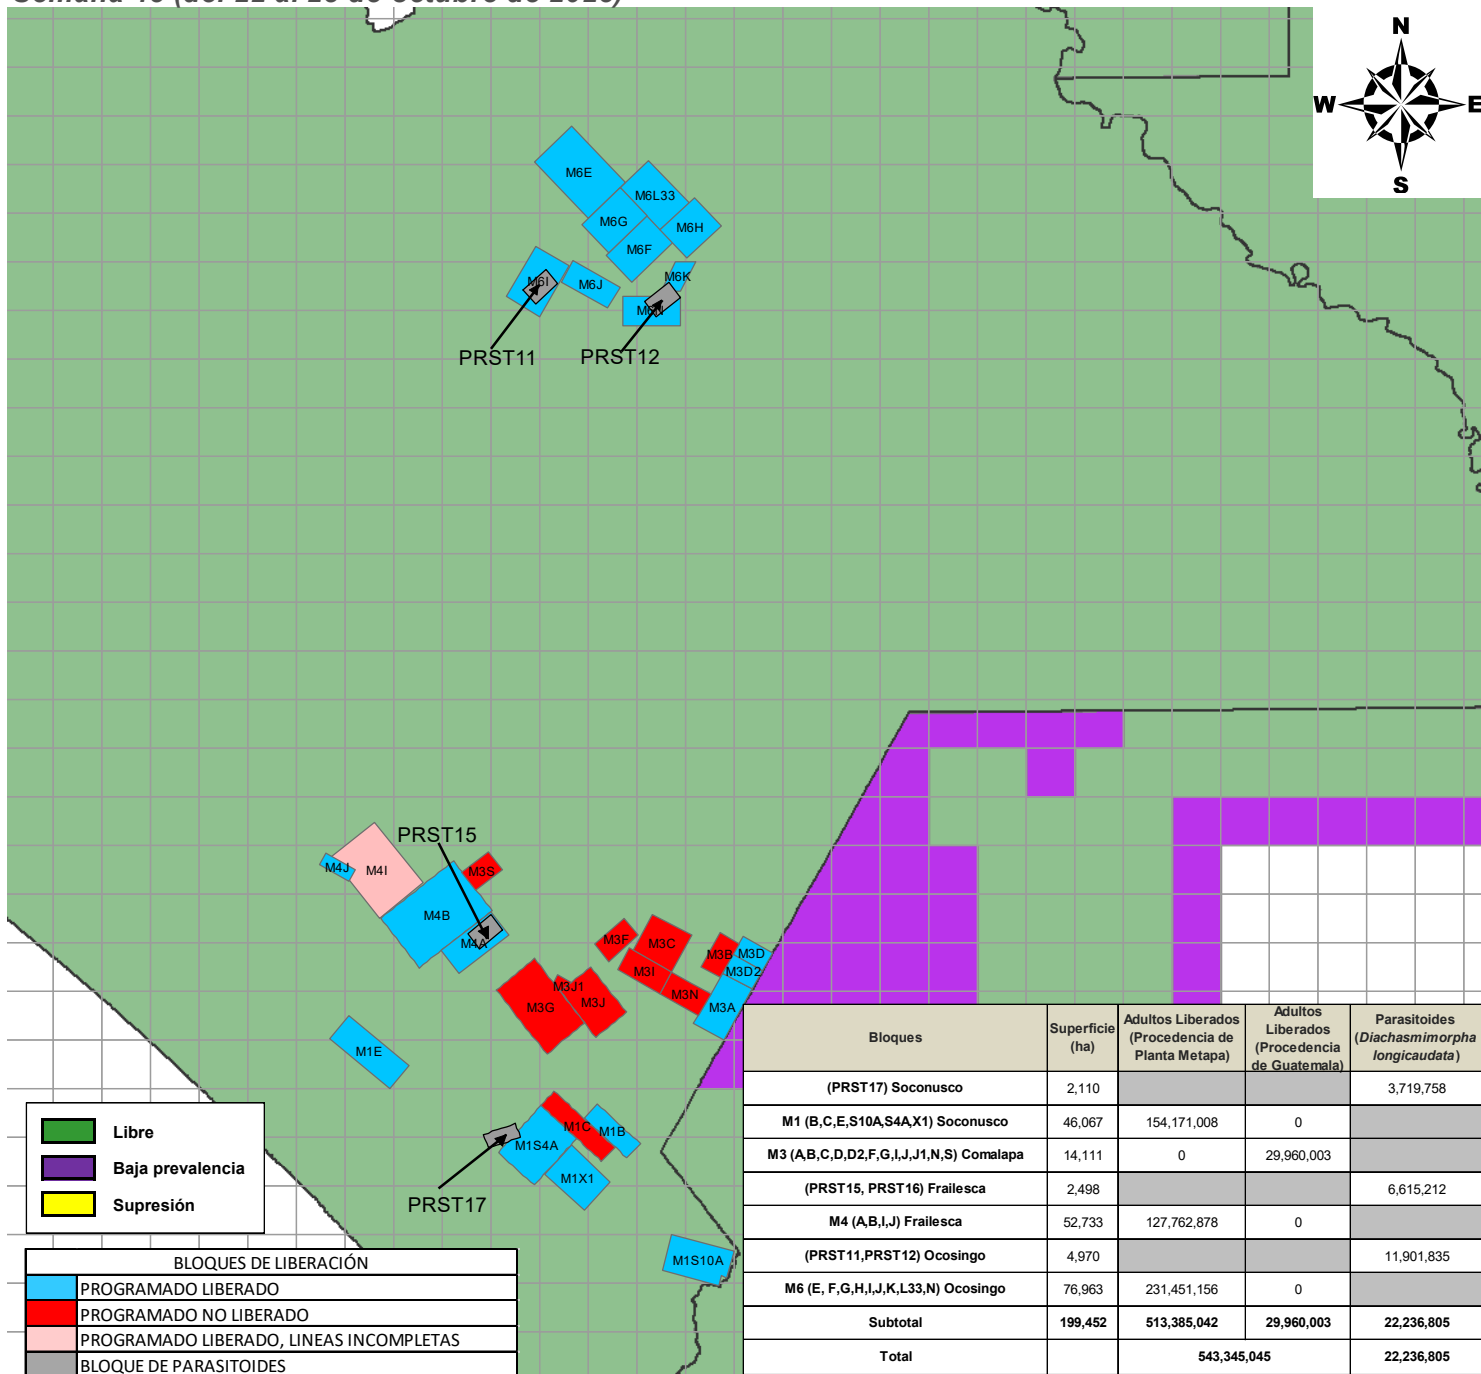 N
W
E
S
M6E
M6L33
M6G
M6H
M6F
M6K
M6I
M6J
M6N
PRST11
PRST12
PRST15
M4J
M4I
M3S
M4B
M4A
M3F
M3C
M3B
M3D
M3I
M3D2
M3J1
M3N
M3G
M3J
M3A
M1E
M1C
M1B
M1S4A
M1X1
PRST17
M1S10A
Libre
Baja prevalencia
Supresión
BLOQUES DE LIBERACIÓN
PROGRAMADO LIBERADO
PROGRAMADO NO LIBERADO
PROGRAMADO LIBERADO, LINEAS INCOMPLETAS
BLOQUE DE PARASITOIDES
Bloques Superficie (ha) Adultos Liberados (Procedencia de Planta Metapa) Adultos Liberados (Procedencia de Guatemala) Parasitoides (Diachasmimorpha longicaudata)
(PRST17) Soconusco 2,110 3,719,758
M1 (B,C,E,S10A,S4A,X1) Soconusco 46,067 154,171,008 0
M3 (A,B,C,D,D2,F,G,I,J,J1,N,S) Comalapa 14,111 0 29,960,003
(PRST15, PRST16) Frailesca 2,498 6,615,212
M4 (A,B,I,J) Frailesca 52,733 127,762,878 0
(PRST11,PRST12) Ocosingo 4,970 11,901,835
M6 (E, F,G,H,I,J,K,L33,N) Ocosingo 76,963 231,451,156 0
Subtotal 199,452 513,385,042 29,960,003 22,236,805
Total 543,345,045 22,236,805